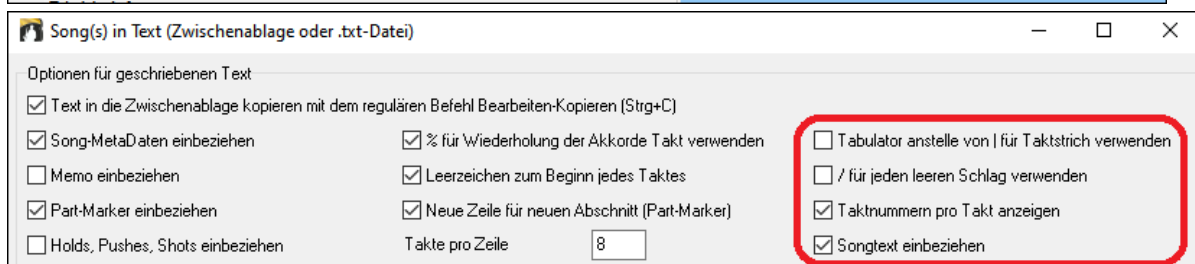 Song(s) in Text (Zwischenablage oder .txt-Datei)
Optionen für geschriebenen Text
Text in die Zwischenablage kopieren mit dem regulären Befehl Bearbeiten-Kopieren (Strg+C)
Song-MetaDaten einbeziehen
% für Wiederholung der Akkorde Takt verwenden
Tabulator anstelle von | für Taktstrich verwenden
Memo einbeziehen
Leerzeichen zum Beginn jedes Taktes
/ für jeden leeren Schlag verwenden
Part-Marker einbeziehen
Neue Zeile für neuen Abschnitt (Part-Marker)
Taktnummern pro Takt anzeigen
Holds, Pushes, Shots einbeziehen
Takte pro Zeile 8
Songtext einbeziehen